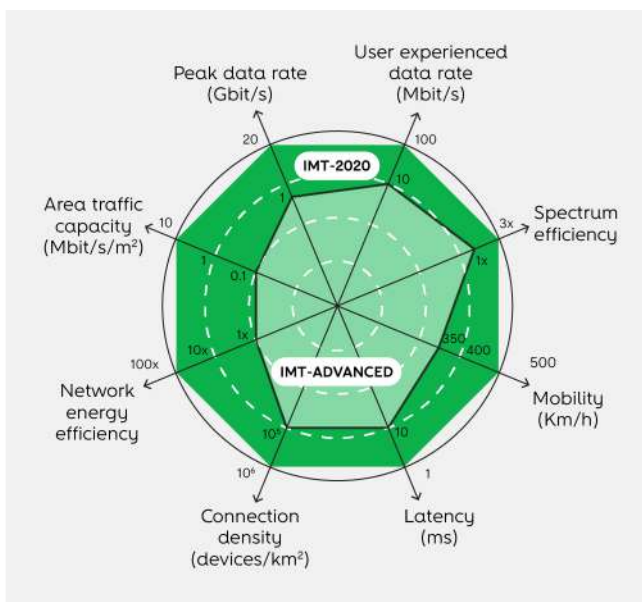 User experienced
data rate
(Mbit/s)
Peak data rate
(Gbit/s)
20
100
IMT-2020
10
1
Area traffic
capacity
(Mbit/s/m²)
10
3x
Spectrum
efficiency
1
0.1
1x
1x
350
400
500
10x
100x
Mobility
(Km/h)
IMT-ADVANCED
Network
energy
efficiency
10⁵
10
10⁶
1
Connection
density
(devices/km²)
Latency
(ms)